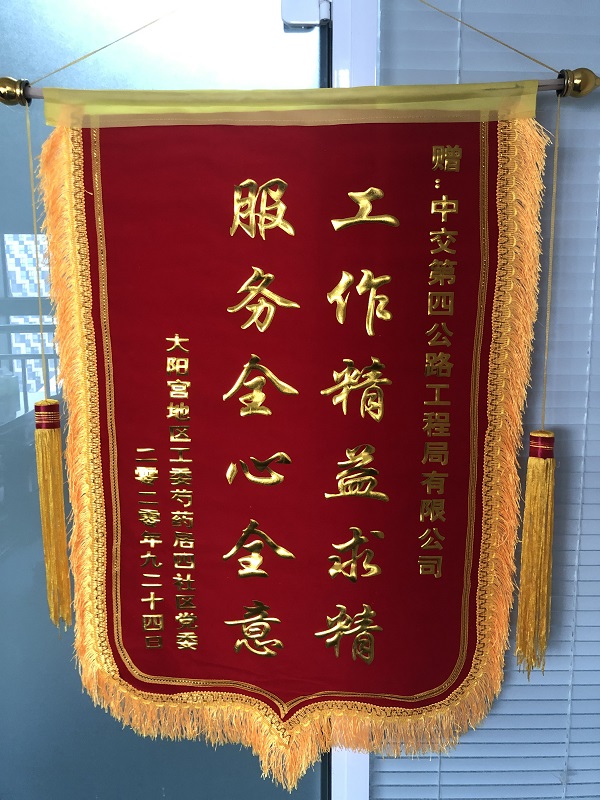 赠:中交第四公路工程局有限公司
工作精益求精
服务全心全意
大阳宫地区工委芍药居西社区党委
二零二零年九二十四日